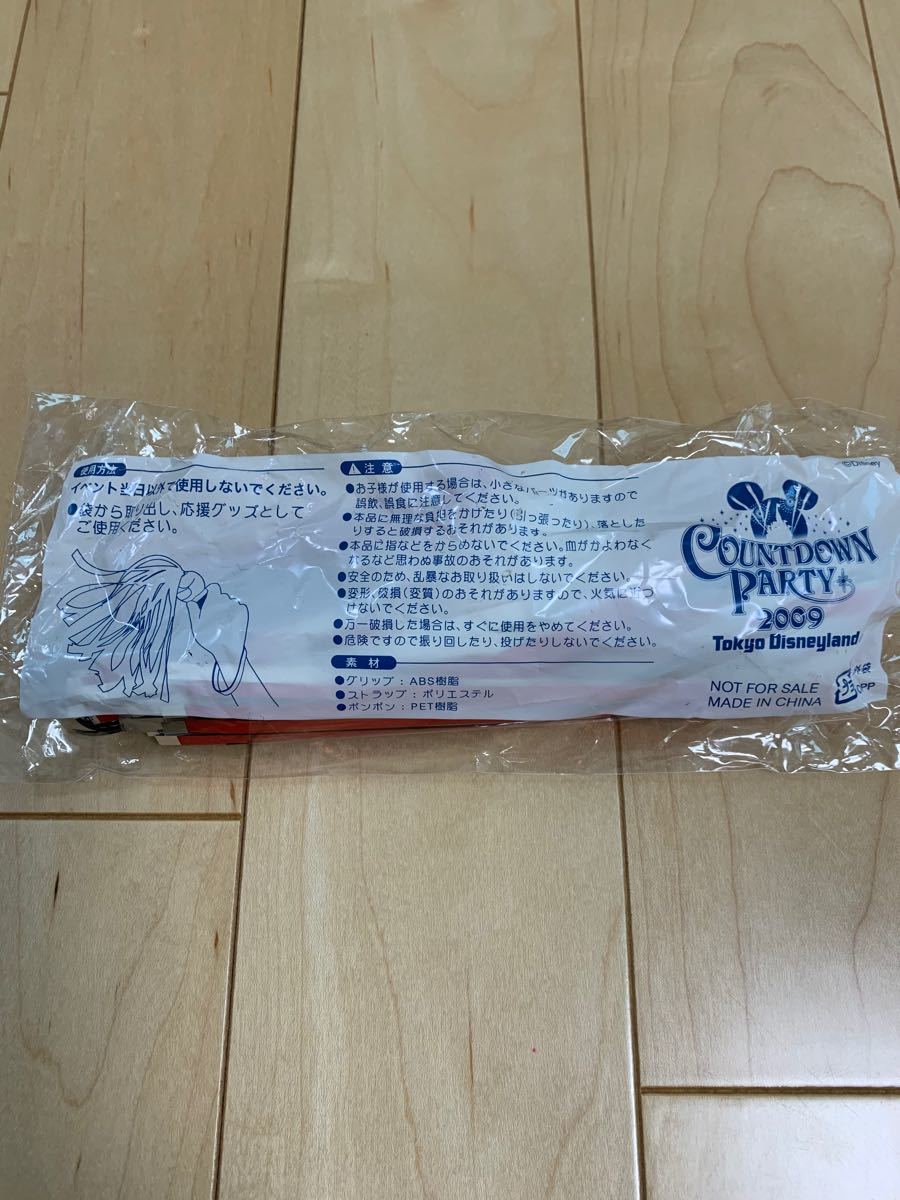 使用方法
イベント当日以外で使用しないでください。
●袋から取り出し、応援グッズとして
ご使用ください。
注意
●お子様が使用する場合は、小さなパーツがありますので
誤飲、誤食に注意してください。
●本品に無理な負担をかけたり(引っ張ったり)、落とした
りすると破損するおそれがあります。
●本品に指などをからめないでください。血がかよわなく
なるなど思わぬ事故のおそれがあります。
●安全のため、乱暴なお取り扱いはしないでください。
●変形、破損(変質)のおそれがありますので、火気に近づ
けないでください。
●万一破損した場合は、すぐに使用をやめてください。
●危険ですので振り回したり、投げたりしないでください。
素材
●グリップ:ABS樹脂
●ストラップ:ポリエステル
●ポンポン:PET樹脂
©Disney
COUNTDOWN
PARTY
2009
Tokyo Disneyland
NOT FOR SALE
MADE IN CHINA
プラ
外袋
OPP